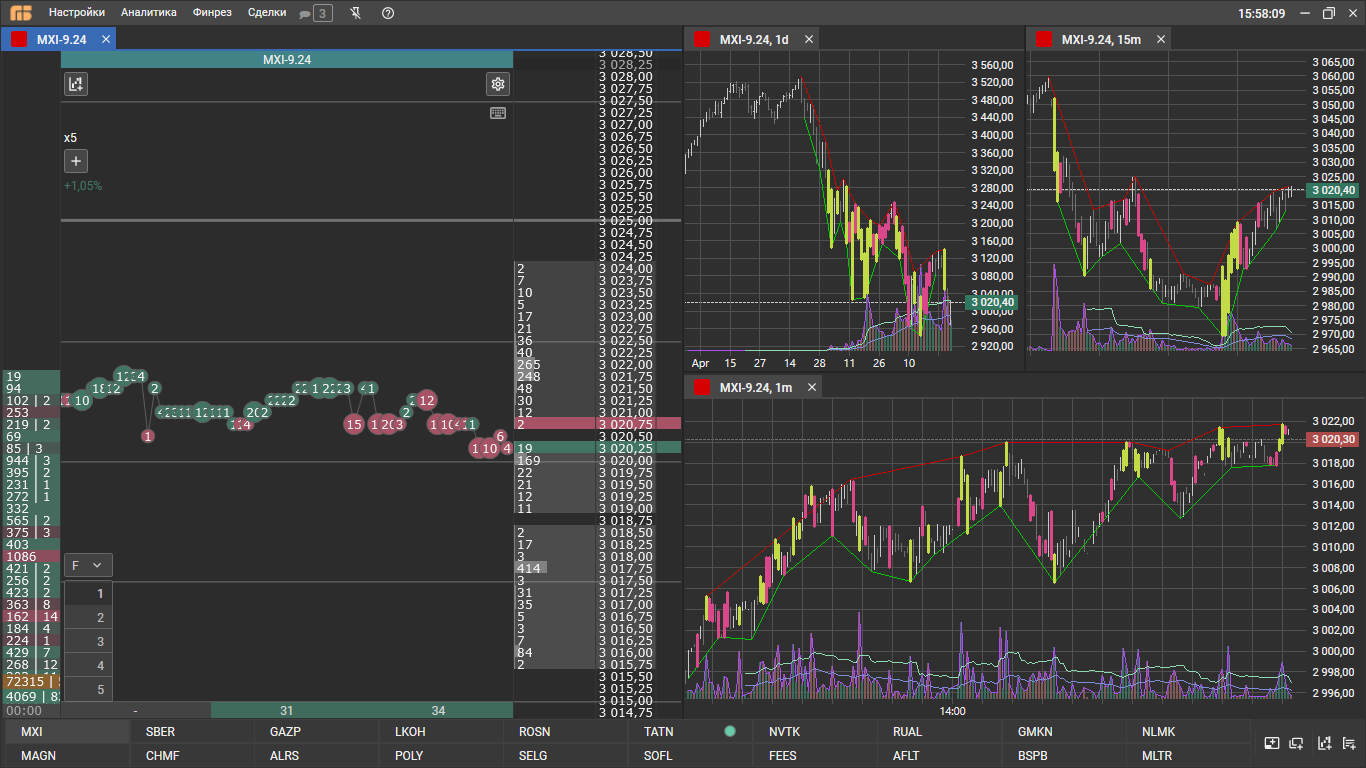 Настройки Аналитика Финрез Сделки 3 15:58:09
MXI-9.24
MXI-9.24
x5
+1,05%
3 028,50
3 028,25
3 028,00
3 027,75
3 027,50
3 027,25
3 027,00
3 026,75
3 026,50
3 026,25
3 026,00
3 025,75
3 025,50
3 025,25
3 025,00
3 024,75
3 024,50
3 024,25
2 3 024,00
7 3 023,75
10 3 023,50
5 3 023,25
17 3 023,00
21 3 022,75
36 3 022,50
40 3 022,25
265 3 022,00
248 3 021,75
48 3 021,50
30 3 021,25
12 3 021,00
2 3 020,75
3 020,50
19 3 020,25
169 3 020,00
22 3 019,75
21 3 019,50
12 3 019,25
11 3 019,00
3 018,75
2 3 018,50
17 3 018,25
3 3 018,00
414 3 017,75
3 3 017,50
31 3 017,25
35 3 017,00
5 3 016,75
5 3 016,50
7 3 016,25
84 3 016,00
2 3 015,75
3 015,50
3 015,25
3 015,00
3 014,75
19
94
102 | 2
253
219 | 2
69
85 | 3
844 | 3
395 | 2
231 | 1
272 | 1
332
565 | 2
375 | 3
403
1086
421 | 2
256 | 2
423 | 2
363 | 8
162 | 14
184 | 4
224 | 1
429 | 7
268 | 12
72315 |
4069 | 8
00:00 - 31 34
10
2
1
15
12
6
4
F
1
2
3
4
5
MXI-9.24, 1d
3 560,00
3 520,00
3 480,00
3 440,00
3 400,00
3 360,00
3 320,00
3 280,00
3 240,00
3 200,00
3 160,00
3 120,00
3 080,00
3 040,00
3 020,40
3 000,00
2 960,00
2 920,00
Apr 15 27 14 28 11 26 10
MXI-9.24, 15m
3 065,00
3 060,00
3 055,00
3 050,00
3 045,00
3 040,00
3 035,00
3 030,00
3 025,00
3 020,40
3 015,00
3 010,00
3 005,00
3 000,00
2 995,00
2 990,00
2 985,00
2 980,00
2 975,00
2 970,00
2 965,00
MXI-9.24, 1m
3 022,00
3 020,30
3 018,00
3 016,00
3 014,00
3 012,00
3 010,00
3 008,00
3 006,00
3 004,00
3 002,00
3 000,00
2 998,00
2 996,00
14:00
MXI SBER GAZP LKOH ROSN TATN NVTK RUAL GMKN NLMK
MAGN CHMF ALRS POLY SELG SOFL FEES AFLT BSPB MLTR